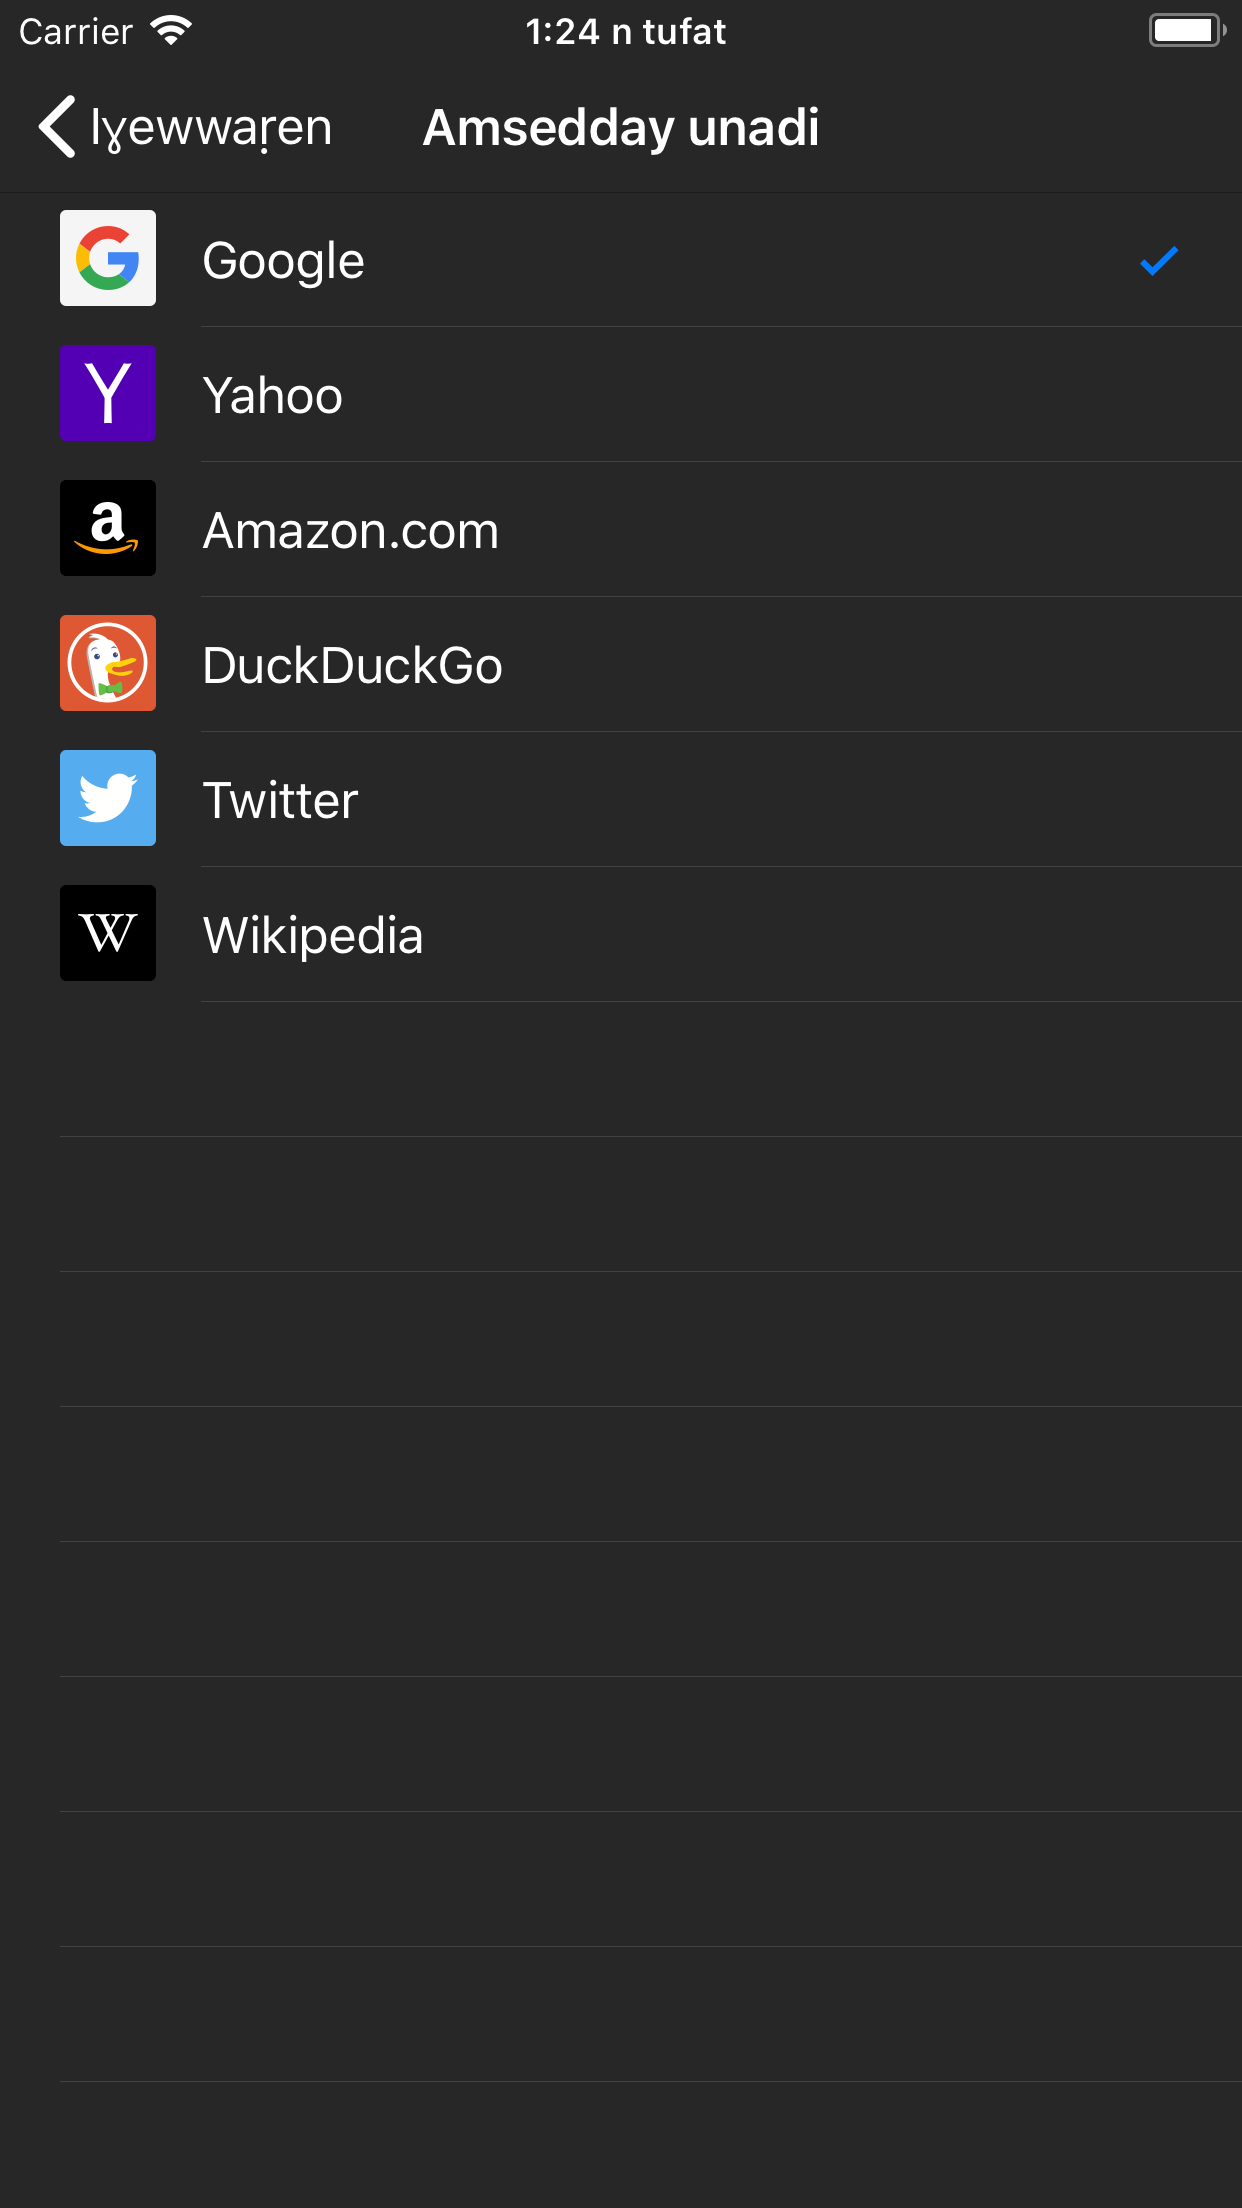 Carrier 1:24 n tufat
Iɣewwaṛen Amsedday unadi
Google
Yahoo
Amazon.com
DuckDuckGo
Twitter
Wikipedia